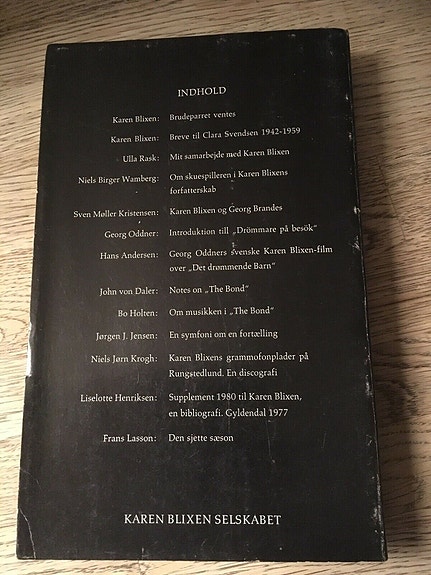 INDHOLD
Karen Blixen: Brudeparret ventes
Karen Blixen: Breve til Clara Svendsen 1942-1959
Ulla Rask: Mit samarbejde med Karen Blixen
Niels Birger Wamberg: Om skuespilleren i Karen Blixens
forfatterskab
Sven Møller Kristensen: Karen Blixen og Georg Brandes
Georg Oddner: Introduktion till „Drömmare på besök"
Hans Andersen: Georg Oddners svenske Karen Blixen-film
over „Det drømmende Barn"
John von Daler: Notes on „The Bond"
Bo Holten: Om musikken i „The Bond"
Jørgen J. Jensen: En symfoni om en fortælling
Niels Jørn Krogh: Karen Blixens grammofonplader på
Rungstedlund. En discografi
Liselotte Henriksen: Supplement 1980 til Karen Blixen,
en bibliografi. Gyldendal 1977
Frans Lasson: Den sjette sæson
KAREN BLIXEN SELSKABET